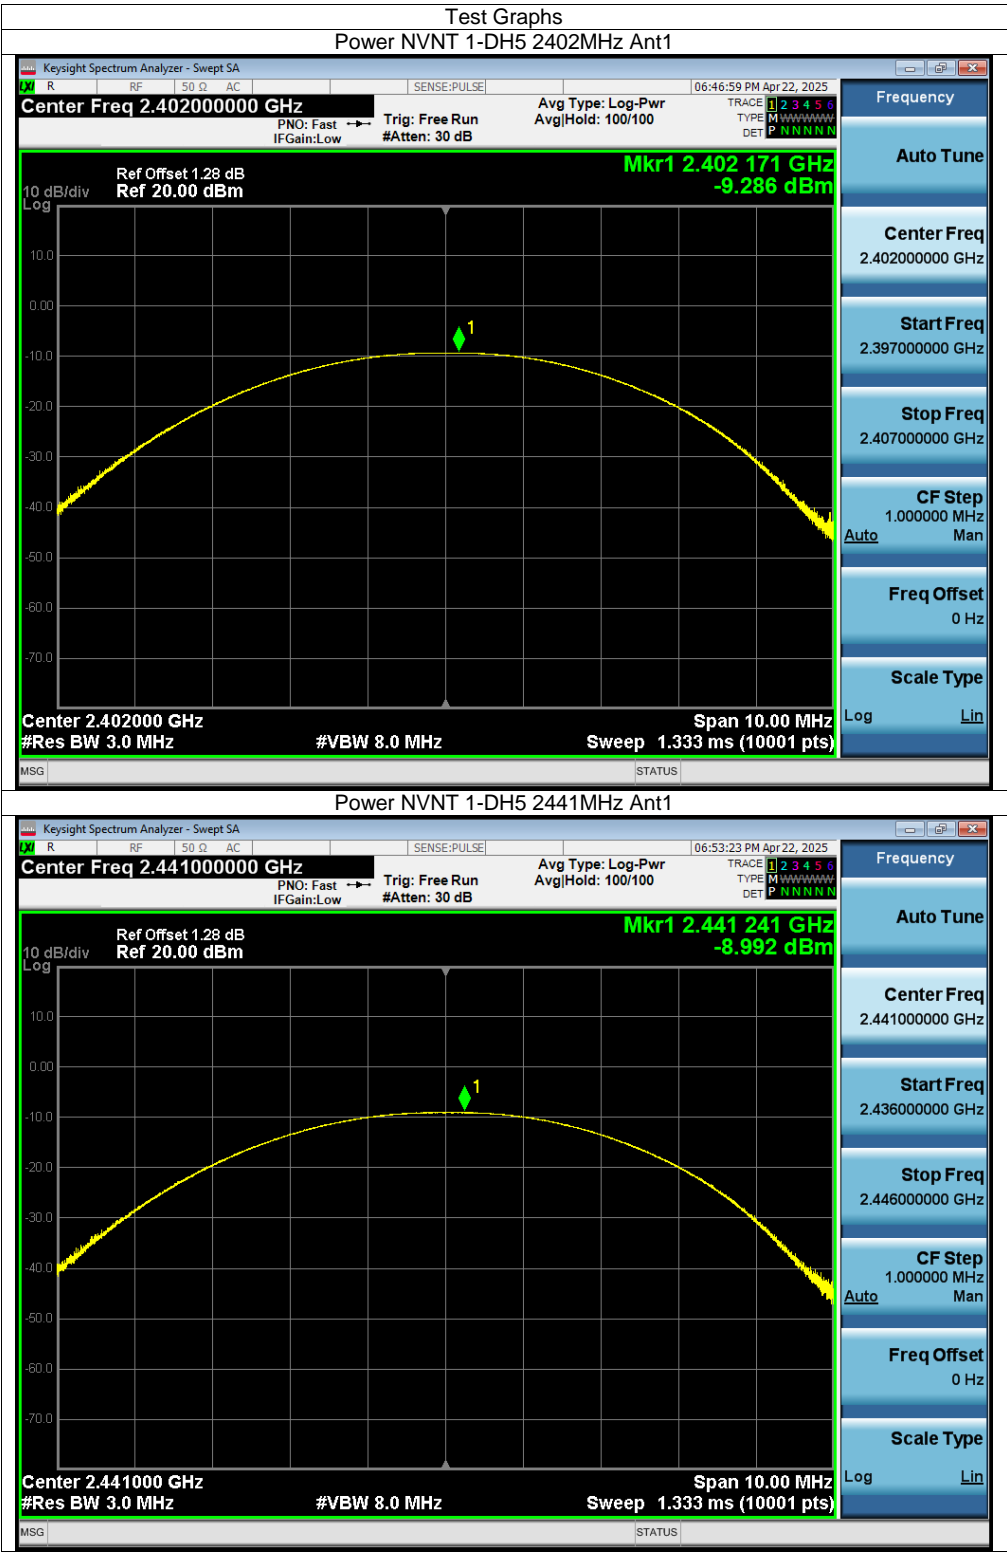 Test Graphs
Power NVNT 1-DH5 2402MHz Ant1
Keysight Spectrum Analyzer - Swept SA
LXI R RF 50 Ω AC SENSE:PULSE 06:46:59 PM Apr 22, 2025
Center Freq 2.402000000 GHz
PNO: Fast
IFGain:Low
Trig: Free Run
#Atten: 30 dB
Avg Type: Log-Pwr
Avg|Hold: 100/100
TRACE 1 2 3 4 5 6
TYPE M WWWWW
DET P N N N N N
Frequency
Mkr1 2.402 171 GHz
-9.286 dBm
Ref Offset 1.28 dB
10 dB/div Ref 20.00 dBm
Log
10.0
0.00
1
-10.0
-20.0
-30.0
-40.0
-50.0
-60.0
-70.0
Center 2.402000 GHz Span 10.00 MHz
#Res BW 3.0 MHz #VBW 8.0 MHz Sweep 1.333 ms (10001 pts)
Auto Tune
Center Freq
2.402000000 GHz
Start Freq
2.397000000 GHz
Stop Freq
2.407000000 GHz
CF Step
1.000000 MHz
Auto Man
Freq Offset
0 Hz
Scale Type
Log Lin
MSG STATUS
Power NVNT 1-DH5 2441MHz Ant1
Keysight Spectrum Analyzer - Swept SA
LXI R RF 50 Ω AC SENSE:PULSE 06:53:23 PM Apr 22, 2025
Center Freq 2.441000000 GHz
PNO: Fast
IFGain:Low
Trig: Free Run
#Atten: 30 dB
Avg Type: Log-Pwr
Avg|Hold: 100/100
TRACE 1 2 3 4 5 6
TYPE M WWWWW
DET P N N N N N
Frequency
Mkr1 2.441 241 GHz
-8.992 dBm
Ref Offset 1.28 dB
10 dB/div Ref 20.00 dBm
Log
10.0
0.00
1
-10.0
-20.0
-30.0
-40.0
-50.0
-60.0
-70.0
Center 2.441000 GHz Span 10.00 MHz
#Res BW 3.0 MHz #VBW 8.0 MHz Sweep 1.333 ms (10001 pts)
Auto Tune
Center Freq
2.441000000 GHz
Start Freq
2.436000000 GHz
Stop Freq
2.446000000 GHz
CF Step
1.000000 MHz
Auto Man
Freq Offset
0 Hz
Scale Type
Log Lin
MSG STATUS